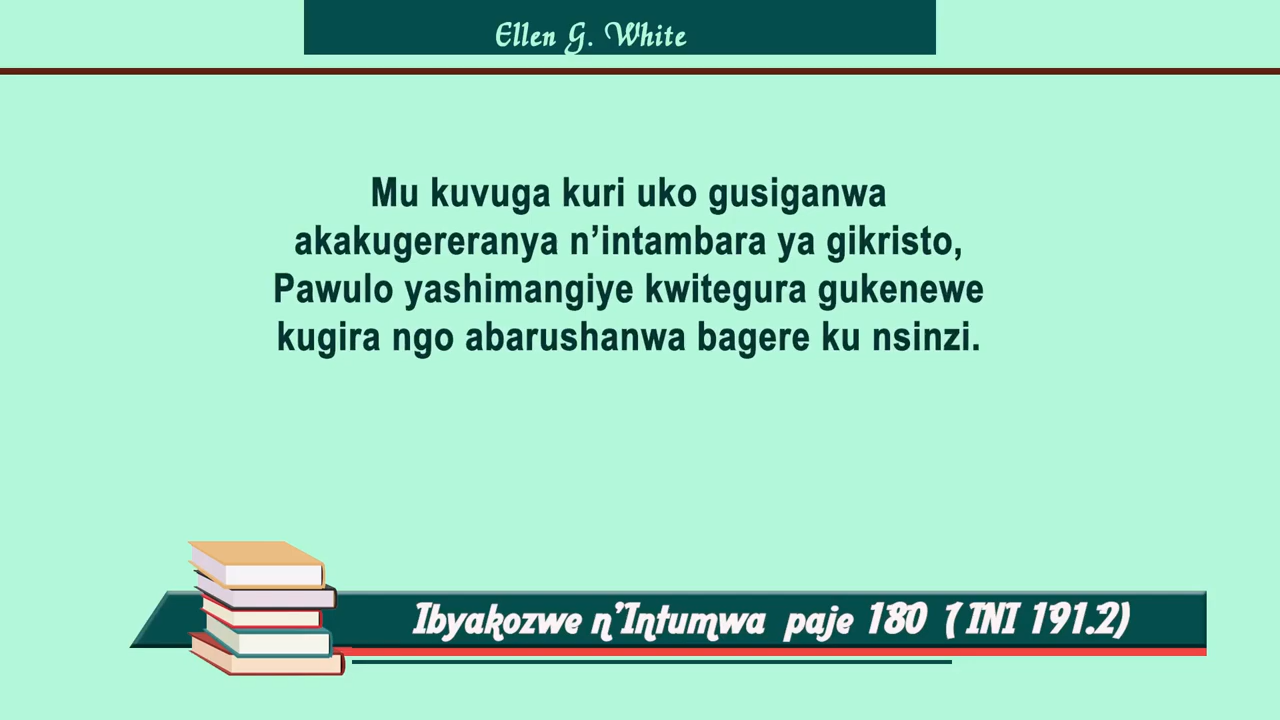 Ellen G. White
Mu kuvuga kuri uko gusiganwa
akakugereranya n’intambara ya gikristo,
Pawulo yashimangiye kwitegura gukenewe
kugira ngo abarushanwa bagere ku nsinzi.
Ibyakozwe n’Intumwa paje 180 ( INI 191.2)